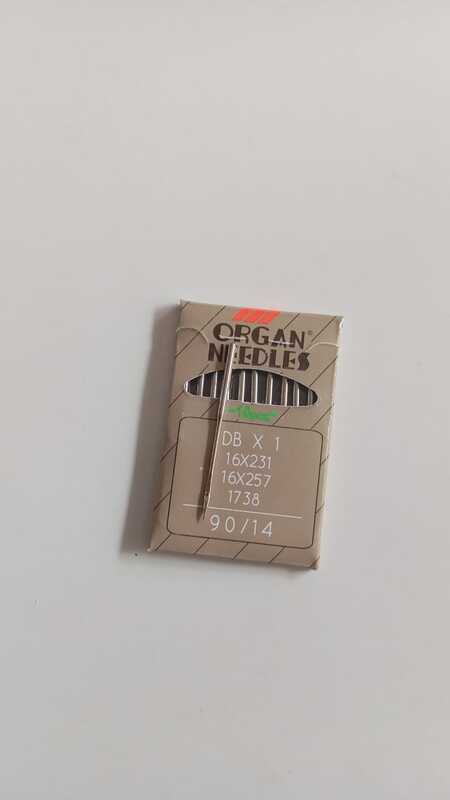 ORGAN®
NEEDLES
DB X 1
16X231
16X257
1738
90/14